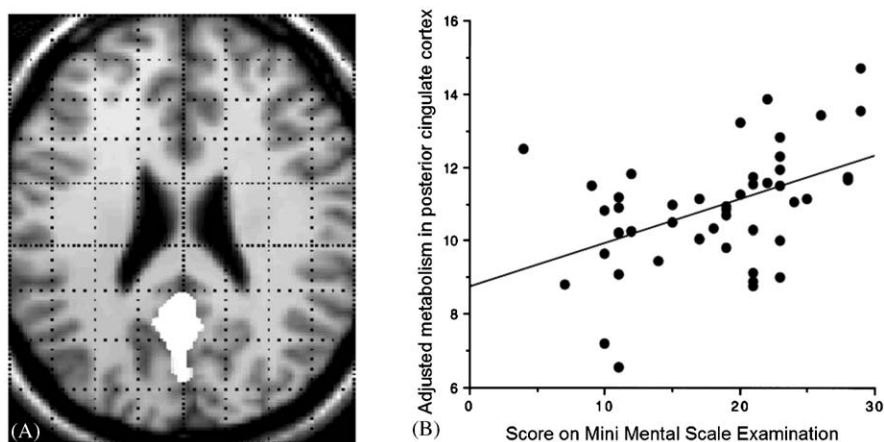 (A)
Adjusted metabolism in posterior cingulate cortex
16
14
12
10
8
6
0
10
20
30
(B)
Score on Mini Mental Scale Examination